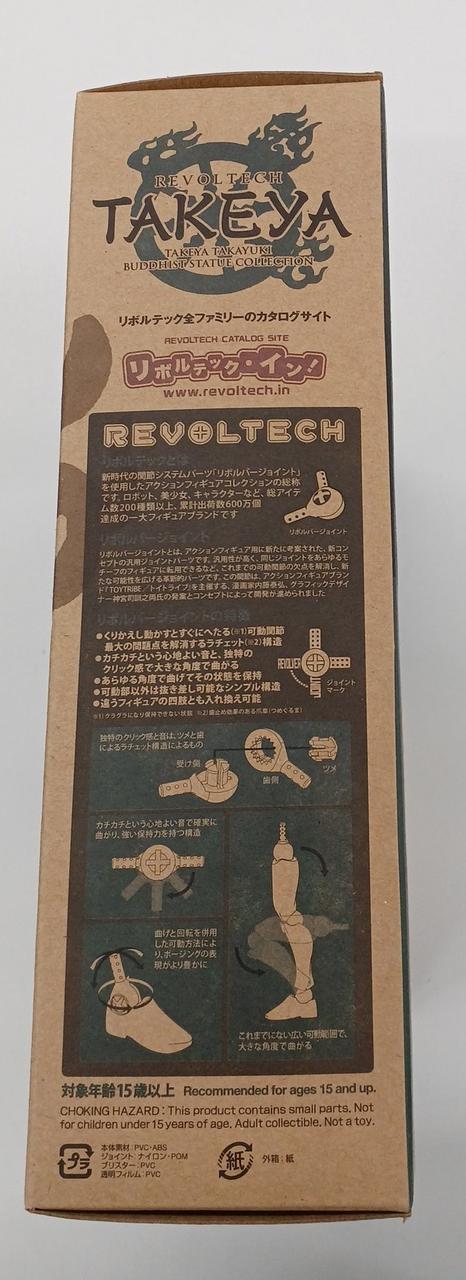 REVOLTECH
TAKEYA
TAKEYA TAKAYUKI
BUDDHIST STATUE COLLECTION
リボルテック全ファミリーのカタログサイト
REVOLTECH CATALOG SITE
リボルテック・イン!
www.revoltech.in
REVOLTECH
リボルテックとは
新時代の関節システムパーツ「リボルバージョイント」
を使用したアクションフィギュアコレクションの総称
です。ロボット、美少女、キャラクターなど、総アイテ
ム数200種類以上、累計出荷数600万個
達成の一大フィギュアブランドです
リボルバージョイント
リボルバージョイント
リボルバージョイントとは、アクションフィギュア用に新たに考案された、新コン
セプトの汎用ジョイントパーツです。汎用性が高く、同じジョイントをあらゆるモ
チーフのフィギュアに転用できるなど、これまでの可動関節の欠点を解消し、新
たな可能性を広げる革新的パーツです。この関節は、アクションフィギュアブラン
ド「TOYTRIBE/トイトライブ」を主催する、漫画家内藤泰弘、グラフィックデザイ
ナー神宮司訓之両氏の発案とコンセプトによって開発が進められました
リボルバージョイントの特徴
●くりかえし動かすとすぐにへたる(※1)可動関節
最大の問題点を解消するラチェット(※2)構造
●カチカチという心地よい音と、独特の
クリック感で大きな角度で曲がる
●あらゆる角度で曲げてその状態を保持
●可動部以外は抜き差し可能なシンプル構造
●違うフィギュアの四肢とも入れ換え可能
REVOLVER
ジョイント
マーク
※1)グラグラになり保持できない状態 ※2)歯止め効果のある爪車(つめぐるま)
独特のクリック感と音は、ツメと歯
によるラチェット構造によるもの
受け側
歯側
ツメ
カチカチという心地よい音で確実に
曲がり、強い保持力を持つ構造
曲げと回転を併用
した可動方法によ
り、ポージングの表
現がより豊かに
これまでにない広い可動範囲で、
大きな角度で曲がる
対象年齢15歳以上 Recommended for ages 15 and up.
CHOKING HAZARD : This product contains small parts. Not
for children under 15 years of age. Adult collectible. Not a toy.
プラ
本体素材:PVC・ABS
ジョイント:ナイロン・POM
ブリスター:PVC
透明フィルム:PVC
紙
外箱:紙